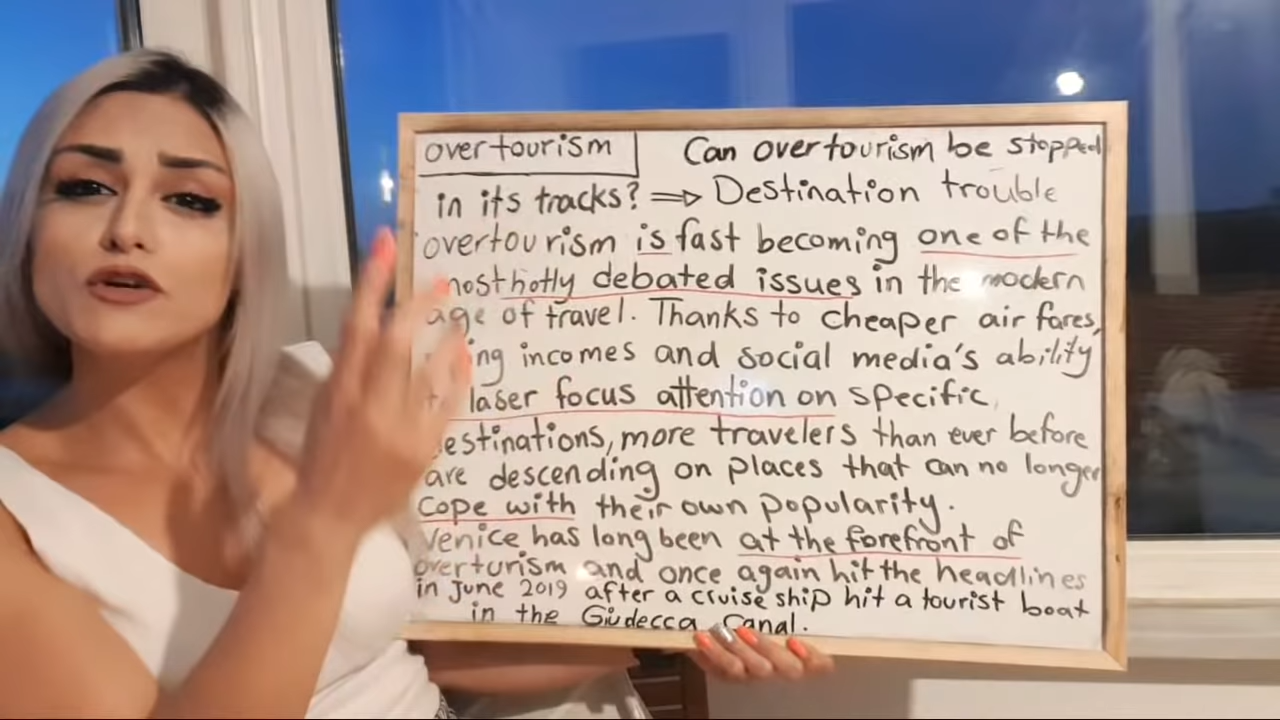 overtourism Can overtourism be stopped
in its tracks? ⇒ Destination trouble
overtourism is fast becoming one of the
most hotly debated issues in the modern
age of travel. Thanks to cheaper air fares,
incomes and social media's ability
laser focus attention on specific
destinations, more travelers than ever before
are descending on places that can no longer
cope with their own popularity.
Venice has long been at the forefront of
overturism and once again hit the headlines
in June 2019 after a cruise ship hit a tourist boat
in the Giudecca Canal.